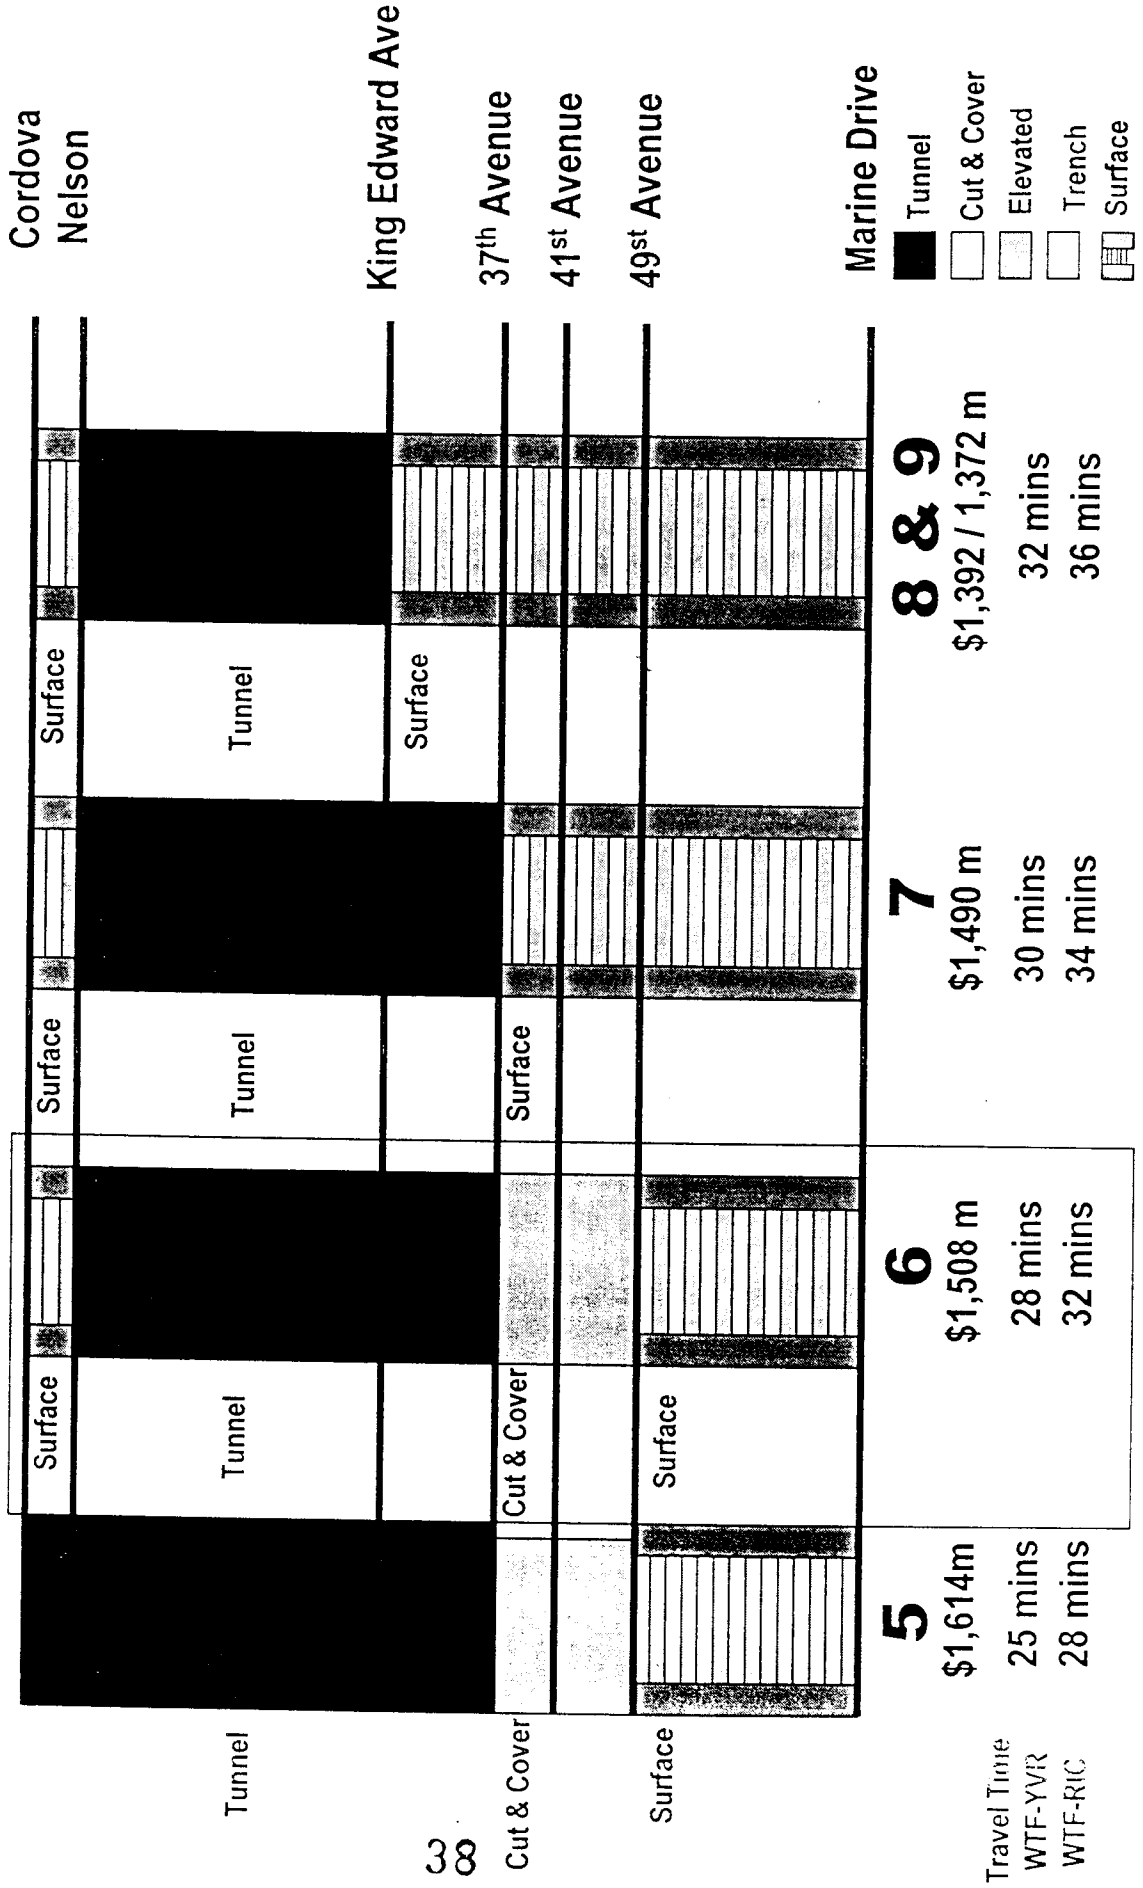 Cordova
Nelson
King Edward Ave
37th Avenue
41st Avenue
49st Avenue
Marine Drive
Tunnel
Cut & Cover
Surface
Surface
Tunnel
Cut & Cover
Surface
Surface
Tunnel
Surface
Surface
Tunnel
Surface
5
6
7
8 & 9
$1,614m
$1,508 m
$1,490 m
$1,392 / 1,372 m
Travel Time
WTF-YVR
25 mins
28 mins
30 mins
32 mins
WTF-RIC
28 mins
32 mins
34 mins
36 mins
Tunnel
Cut & Cover
Elevated
Trench
Surface
38